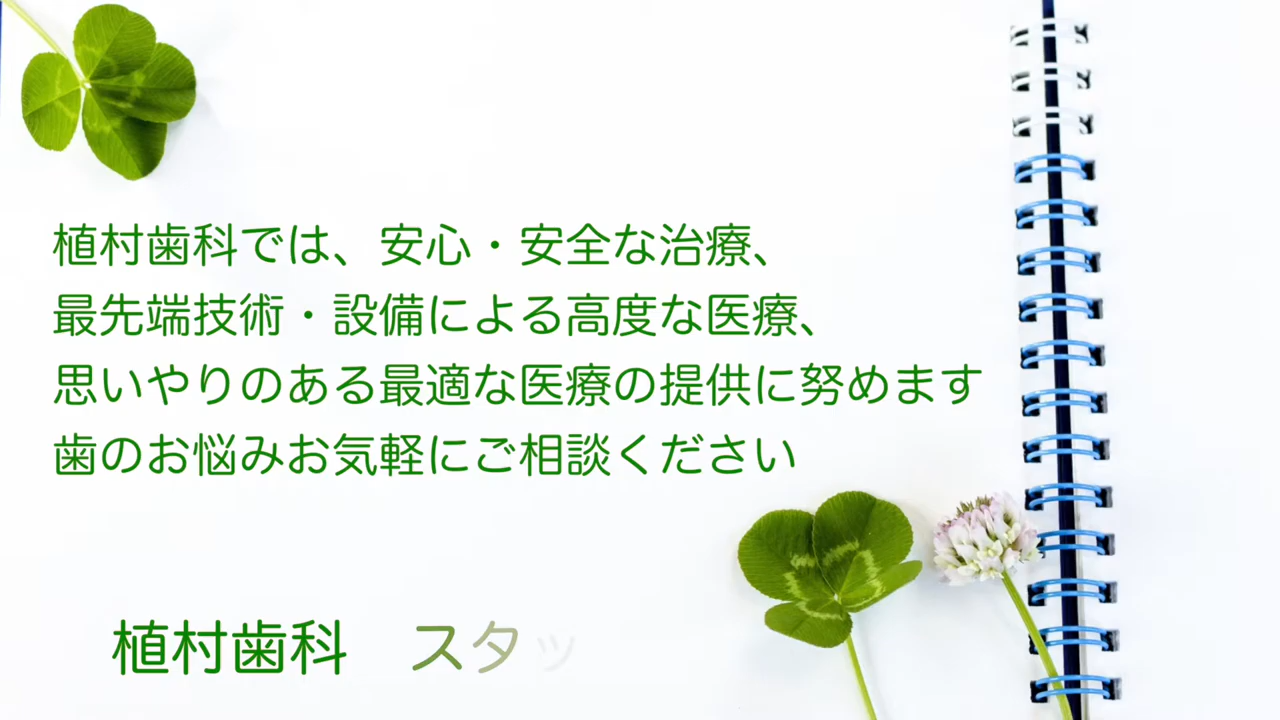 植村歯科では、安心・安全な治療、
最先端技術・設備による高度な医療、
思いやりのある最適な医療の提供に努めます
歯のお悩みお気軽にご相談ください
植村歯科　スタッ